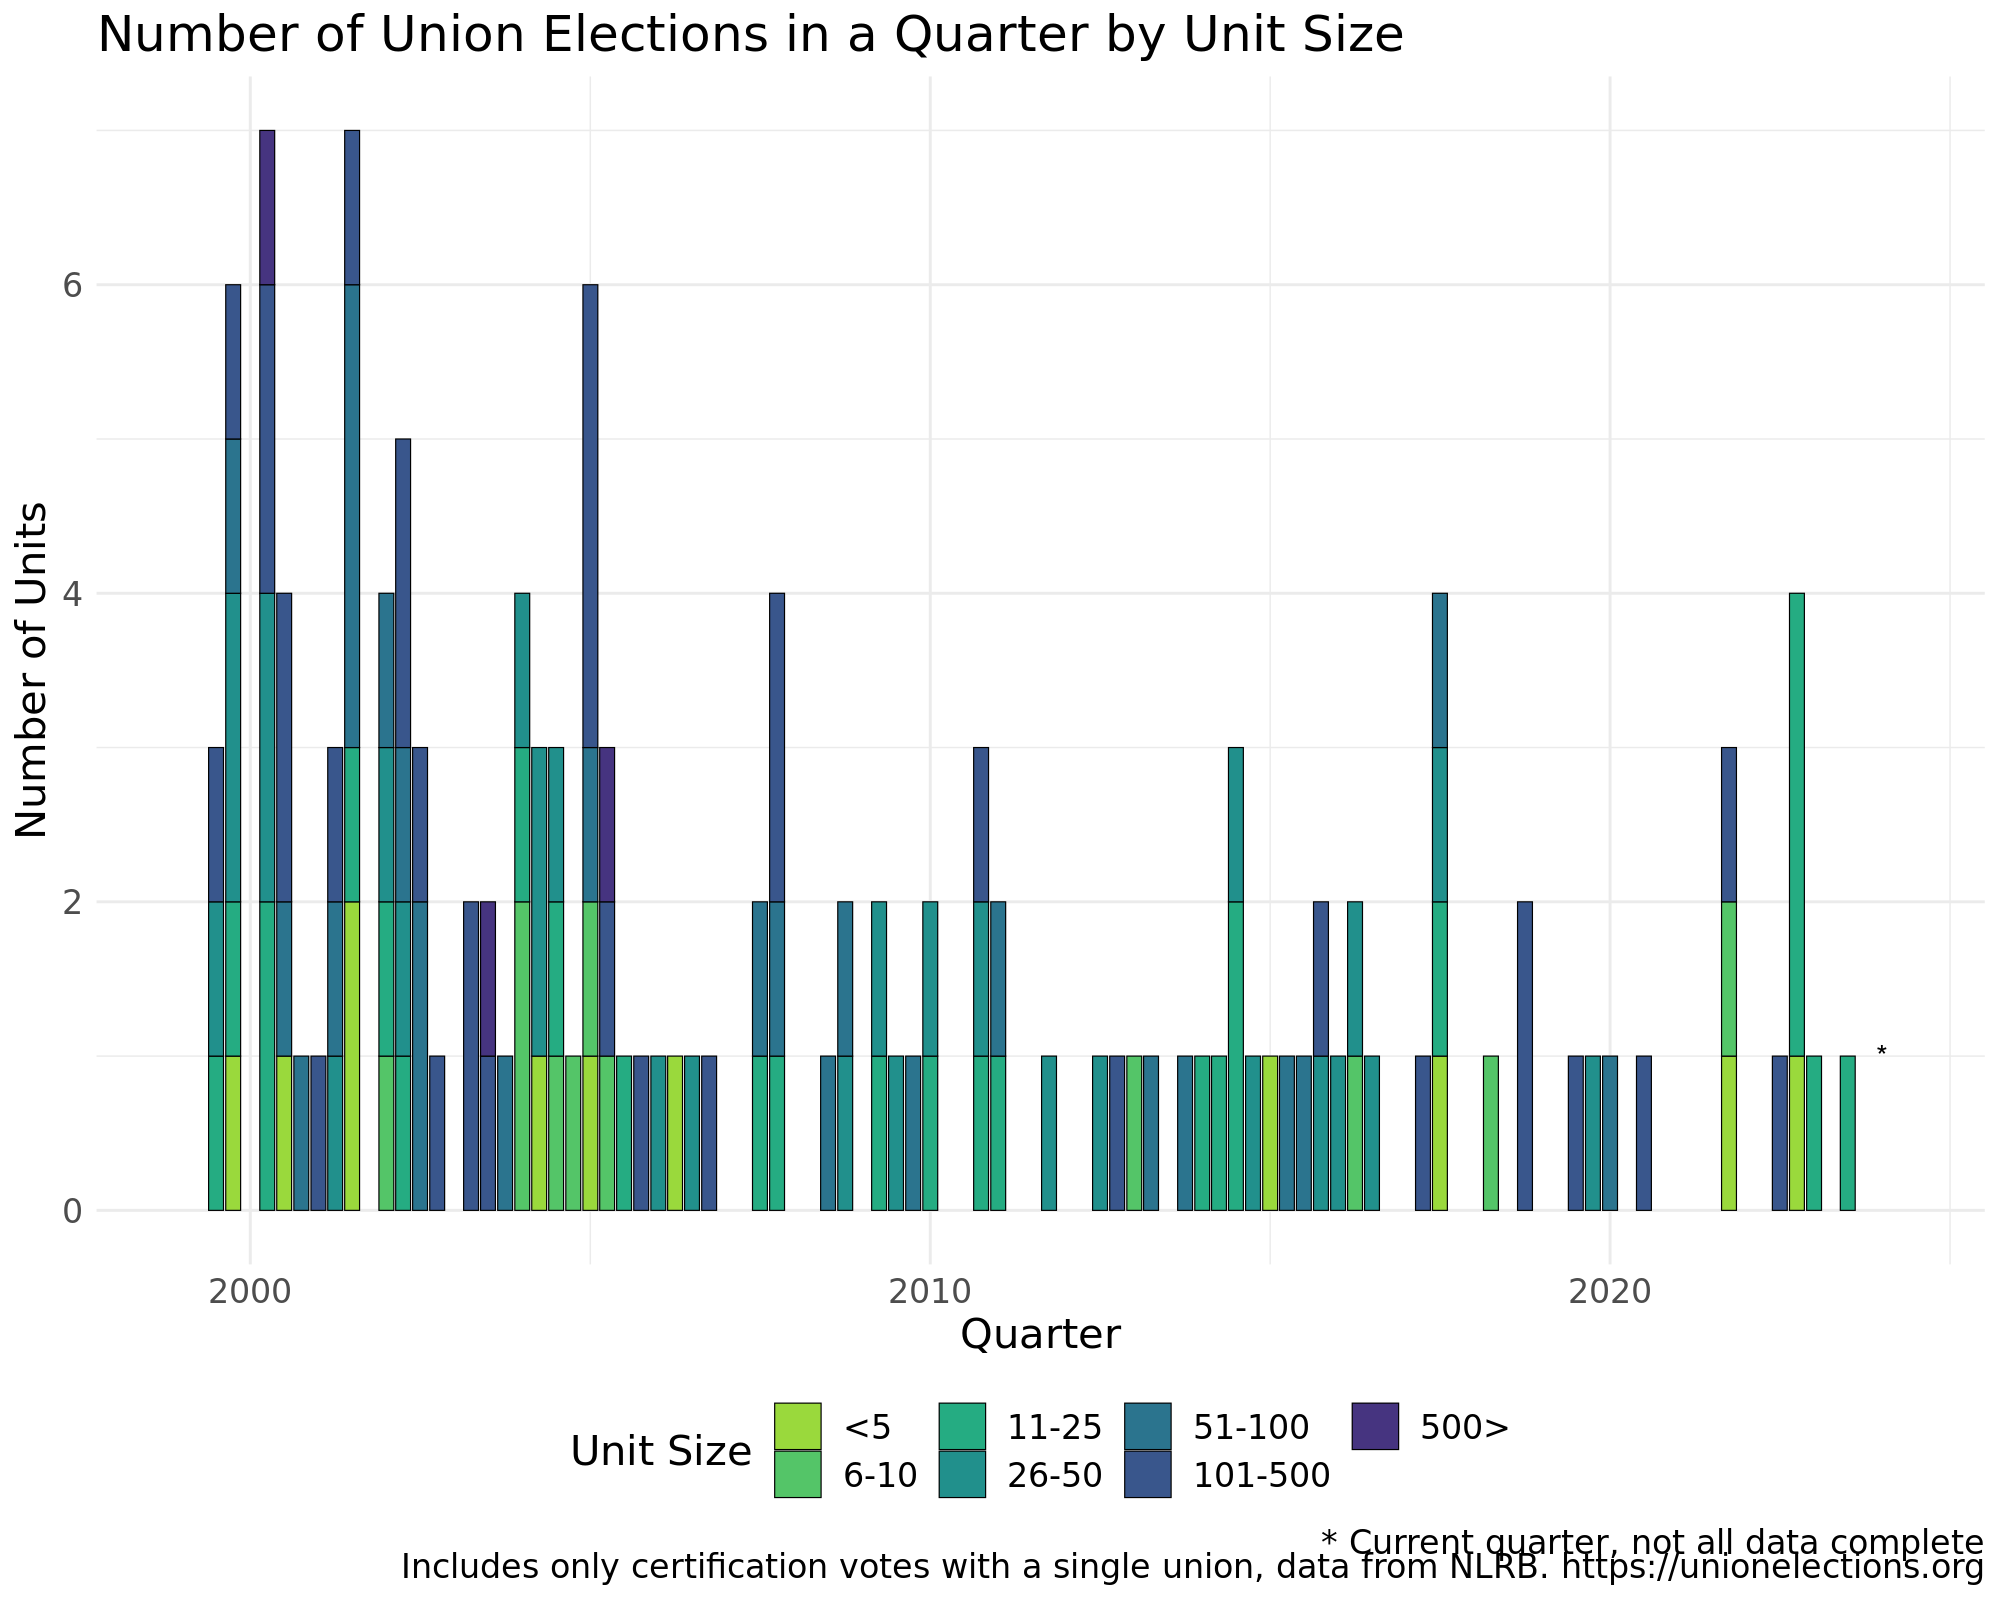 Number of Union Elections in a Quarter by Unit Size
Number of Units
6
4
2
0
*
2000 2010 2020
Quarter
Unit Size
<5 11-25 51-100 500>
6-10 26-50 101-500
* Current quarter, not all data complete
Includes only certification votes with a single union, data from NLRB. https://unionelections.org